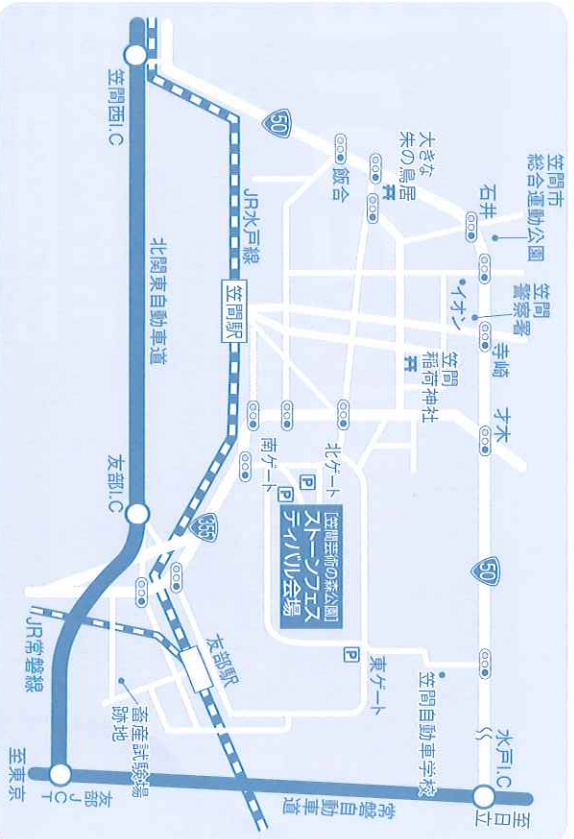 笠間市
総合運動公園
石井
大きな
朱の鳥居
飯合
50
笠間西I.C
北関東自動車道
JR水戸線
笠間駅
イオン
笠間
警察署
寺崎
笠間
稲荷神社
才木
北ゲート
南ゲート
P
P
[笠間芸術の森公園]
ストーンフェス
ティバル会場
50
355
友部I.C
友部駅
東ゲート
P
笠間自動車学校
水戸I.C
至日立
常磐自動車道
畜産試験場
跡地
JR常磐線
友部
JCT
至東京